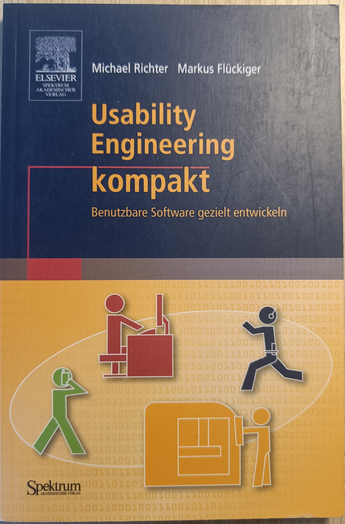 Michael Richter Markus Flückiger
ELSEVIER
SPEKTRUM
AKADEMISCHER
VERLAG
Usability
Engineering
kompakt
Benutzbare Software gezielt entwickeln
Spektrum
AKADEMISCHER VERLAG